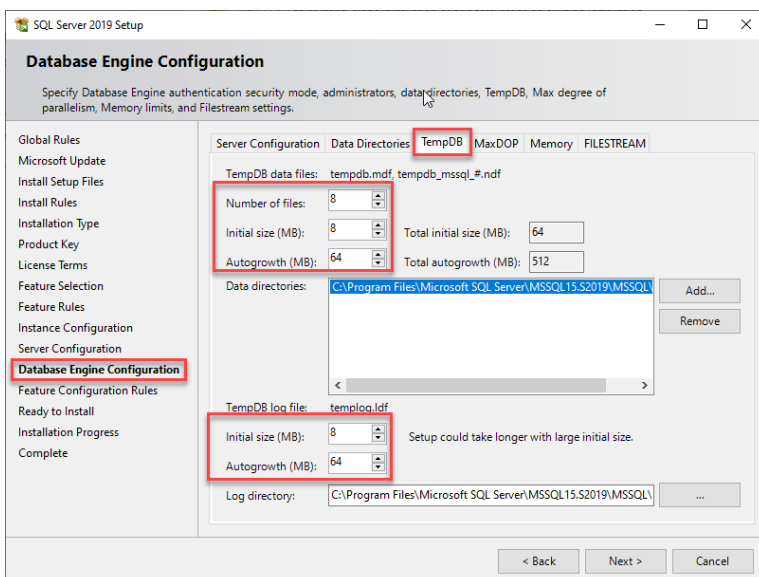 SQL Server 2019 Setup
Database Engine Configuration
Specify Database Engine authentication security mode, administrators, data directories, TempDB, Max degree of
parallelism, Memory limits, and Filestream settings.
Global Rules
Microsoft Update
Install Setup Files
Install Rules
Installation Type
Product Key
License Terms
Feature Selection
Feature Rules
Instance Configuration
Server Configuration
Database Engine Configuration
Feature Configuration Rules
Ready to Install
Installation Progress
Complete
Server Configuration Data Directories TempDB MaxDOP Memory FILESTREAM
TempDB data files: tempdb.mdf, tempdb_mssql_#.ndf
Number of files: 8
Initial size (MB): 8 Total initial size (MB): 64
Autogrowth (MB): 64 Total autogrowth (MB): 512
Data directories: C:\Program Files\Microsoft SQL Server\MSSQL15.S2019\MSSQL\ Add...
Remove
TempDB log file: templog.ldf
Initial size (MB): 8 Setup could take longer with large initial size.
Autogrowth (MB): 64
Log directory: C:\Program Files\Microsoft SQL Server\MSSQL15.S2019\MSSQL\ ...
< Back Next > Cancel